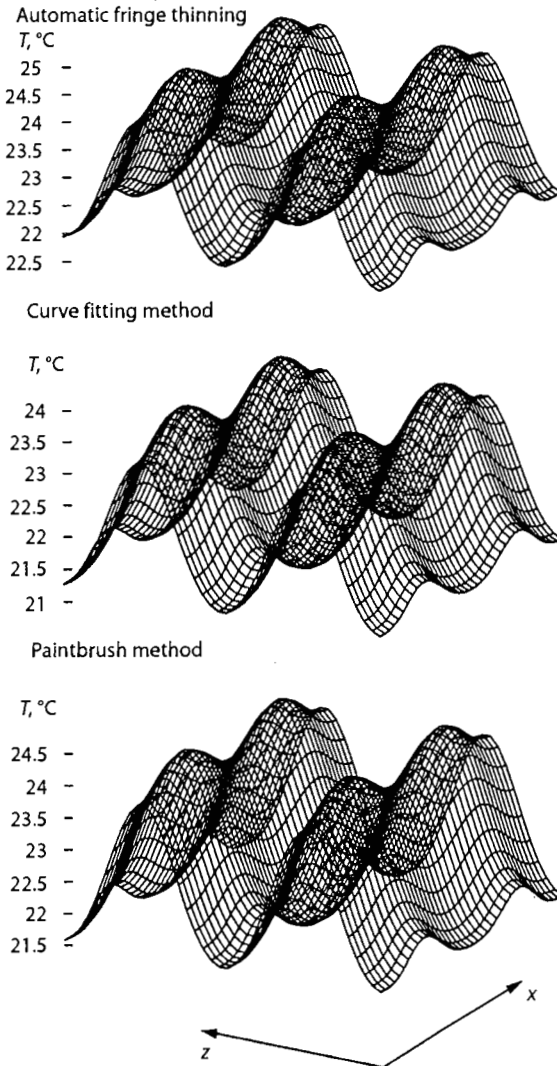 Automatic fringe thinning
T, °C
25
24.5
24
23.5
23
22.5
22
22.5
Curve fitting method
T, °C
24
23.5
23
22.5
22
21.5
21
Paintbrush method
T, °C
24.5
24
23.5
23
22.5
22
21.5
x
z